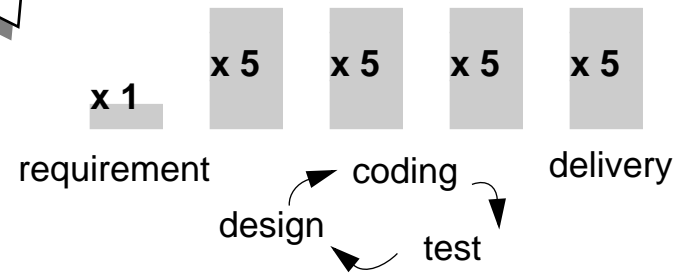 x 5 x 5 x 5 x 5
x 1
requirement coding delivery
design
test